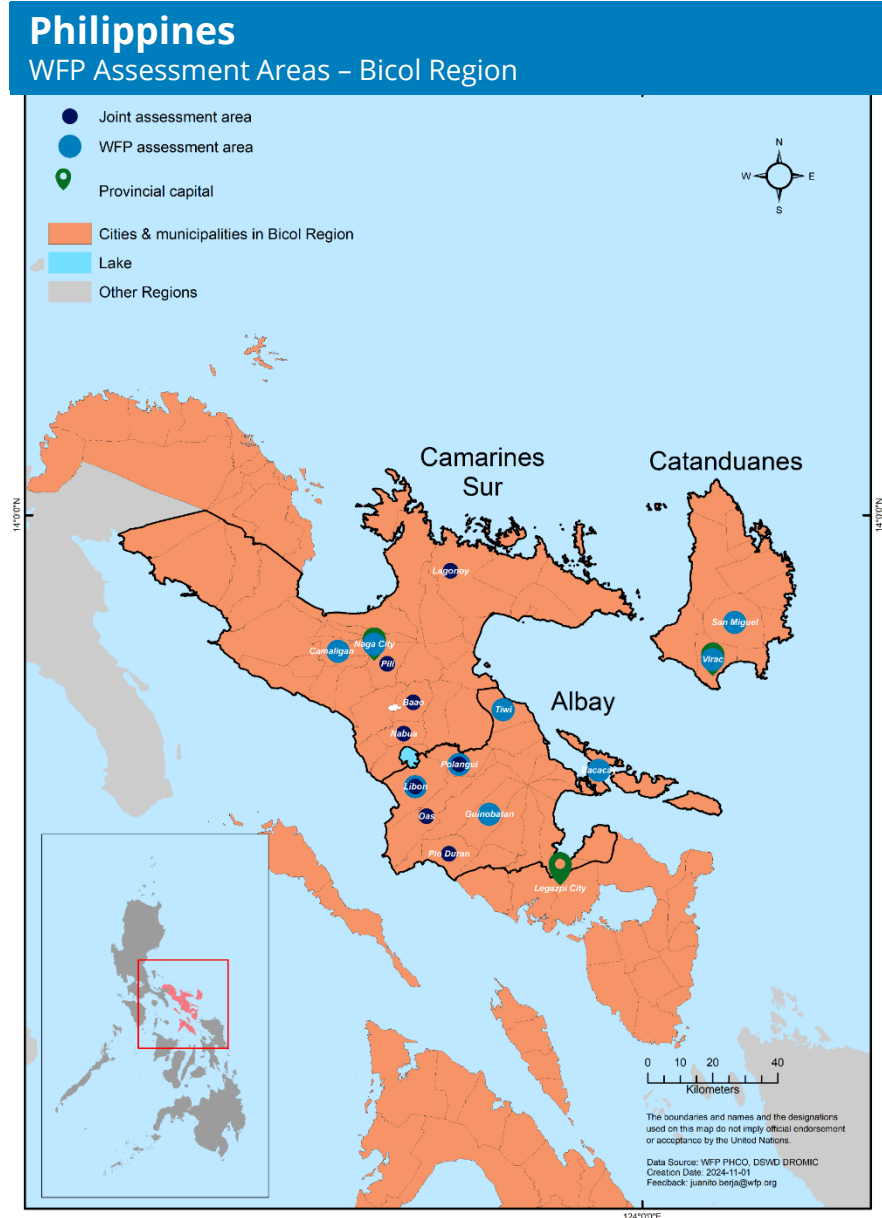 Philippines
WFP Assessment Areas – Bicol Region
Joint assessment area
WFP assessment area
Provincial capital
Cities & municipalities in Bicol Region
Lake
Other Regions
N
W
E
S
Camarines
Sur
Catanduanes
14°0'0"N
14°0'0"N
Lagonoy
San Miguel
Naga City
Camaligan
Virac
Pili
Albay
Baao
Tiwi
Nabua
Polangui
Libon
Oas
Guinobatan
Pio Duran
Legazpi City
0 10 20 40
Kilometers
The boundaries and names and the designations
used on this map do not imply official endorsement
or acceptance by the United Nations.
Data Source: WFP PHCO, DSWD DROMIC
Creation Date: 2024-11-01
Feedback: juanito.berja@wfp.org
124°0'0"E